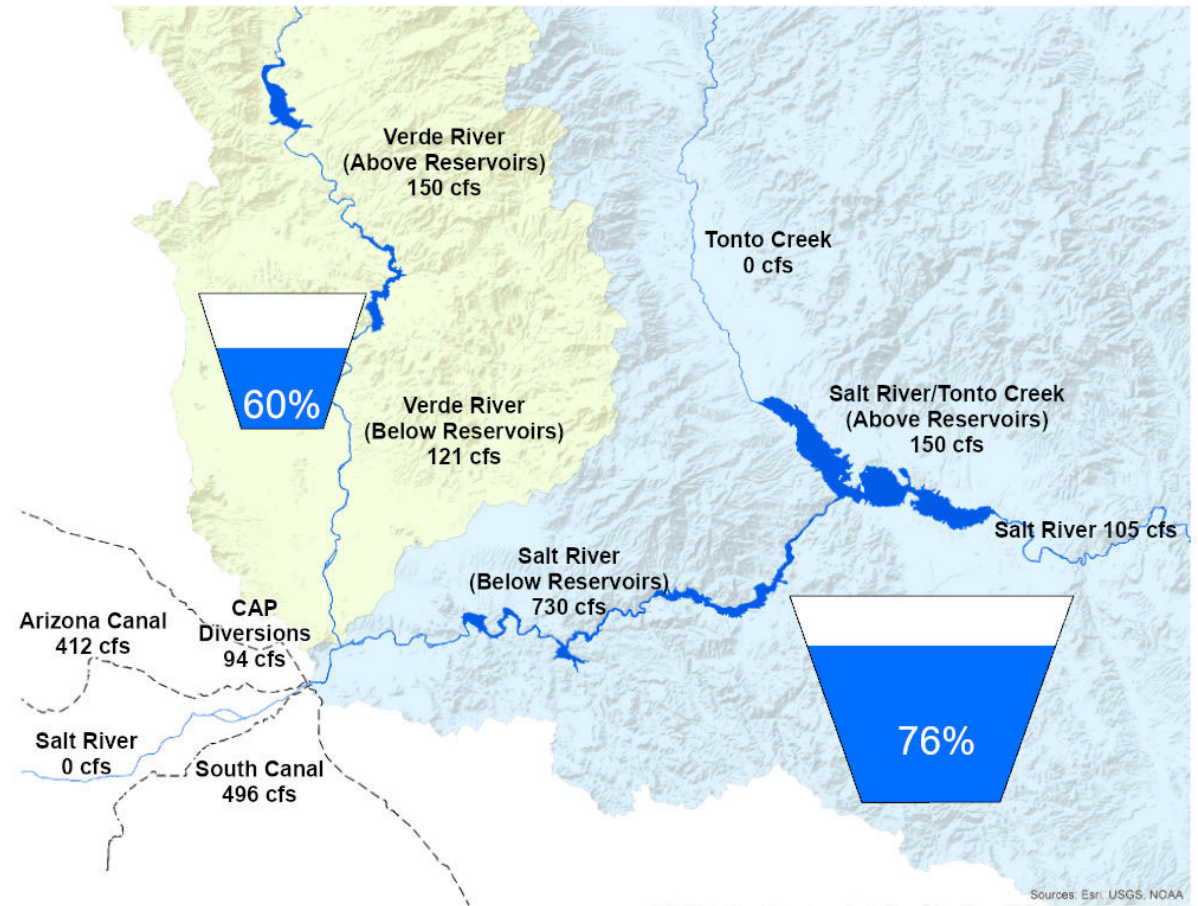 Verde River
(Above Reservoirs)
150 cfs
Tonto Creek
0 cfs
60%
Verde River
(Below Reservoirs)
121 cfs
Salt River/Tonto Creek
(Above Reservoirs)
150 cfs
Salt River 105 cfs
Salt River
(Below Reservoirs)
730 cfs
CAP
Diversions
94 cfs
Arizona Canal
412 cfs
Salt River
0 cfs
South Canal
496 cfs
76%
Sources: Esri, USGS, NOAA